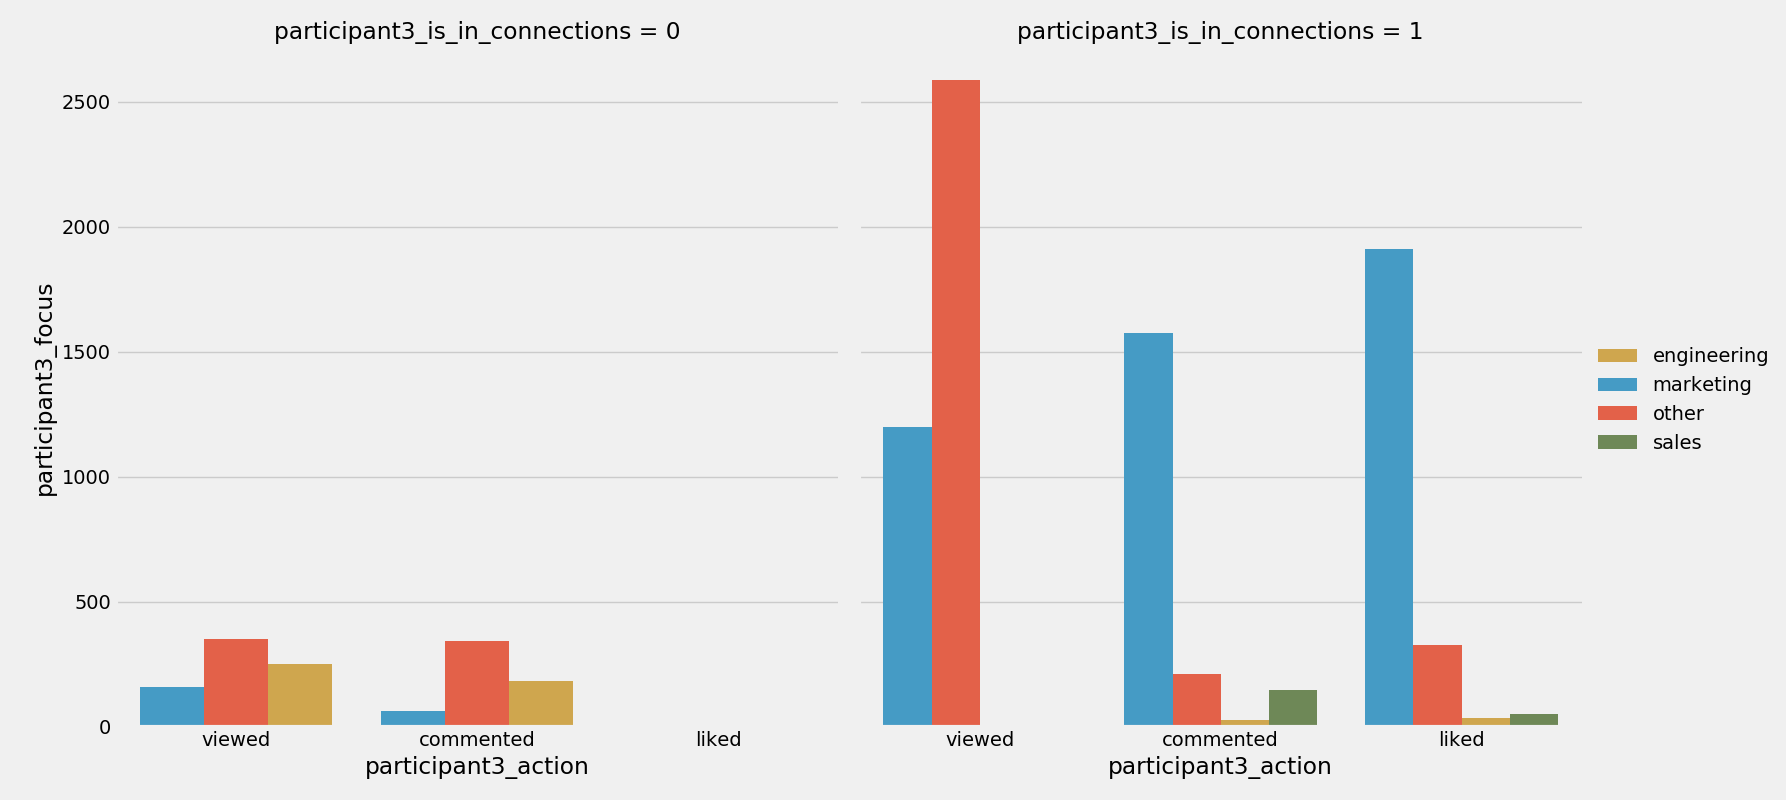 participant3_is_in_connections = 0
participant3_is_in_connections = 1
participant3_focus
2500
2000
1500
1000
500
0
viewed
commented
liked
participant3_action
viewed
commented
liked
participant3_action
engineering
marketing
other
sales